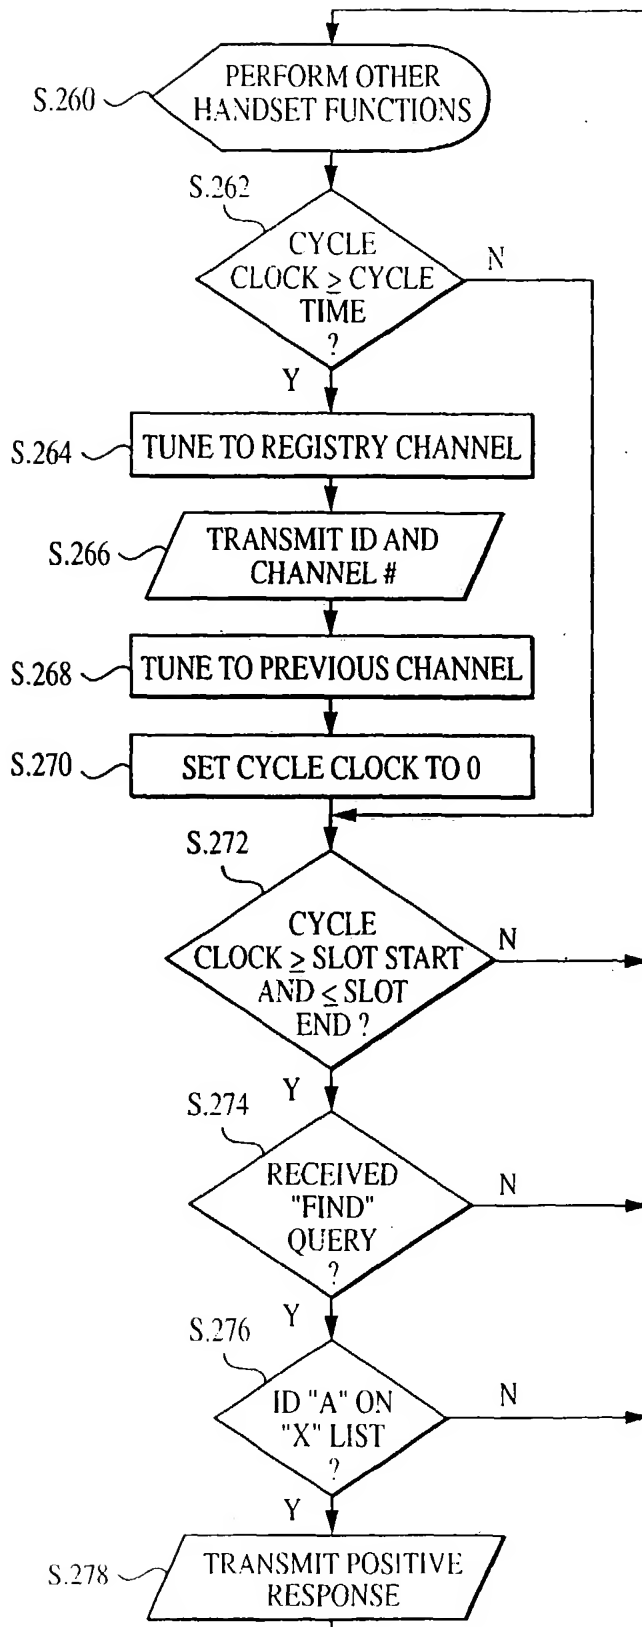 S.260
PERFORM OTHER
HANDSET FUNCTIONS
S.262
CYCLE
CLOCK ≥ CYCLE
TIME
?
N
Y
S.264
TUNE TO REGISTRY CHANNEL
S.266
TRANSMIT ID AND
CHANNEL #
S.268
TUNE TO PREVIOUS CHANNEL
S.270
SET CYCLE CLOCK TO 0
S.272
CYCLE
CLOCK ≥ SLOT START
AND ≤ SLOT
END ?
N
Y
S.274
RECEIVED
"FIND"
QUERY
?
N
Y
S.276
ID "A" ON
"X" LIST
?
N
Y
S.278
TRANSMIT POSITIVE
RESPONSE